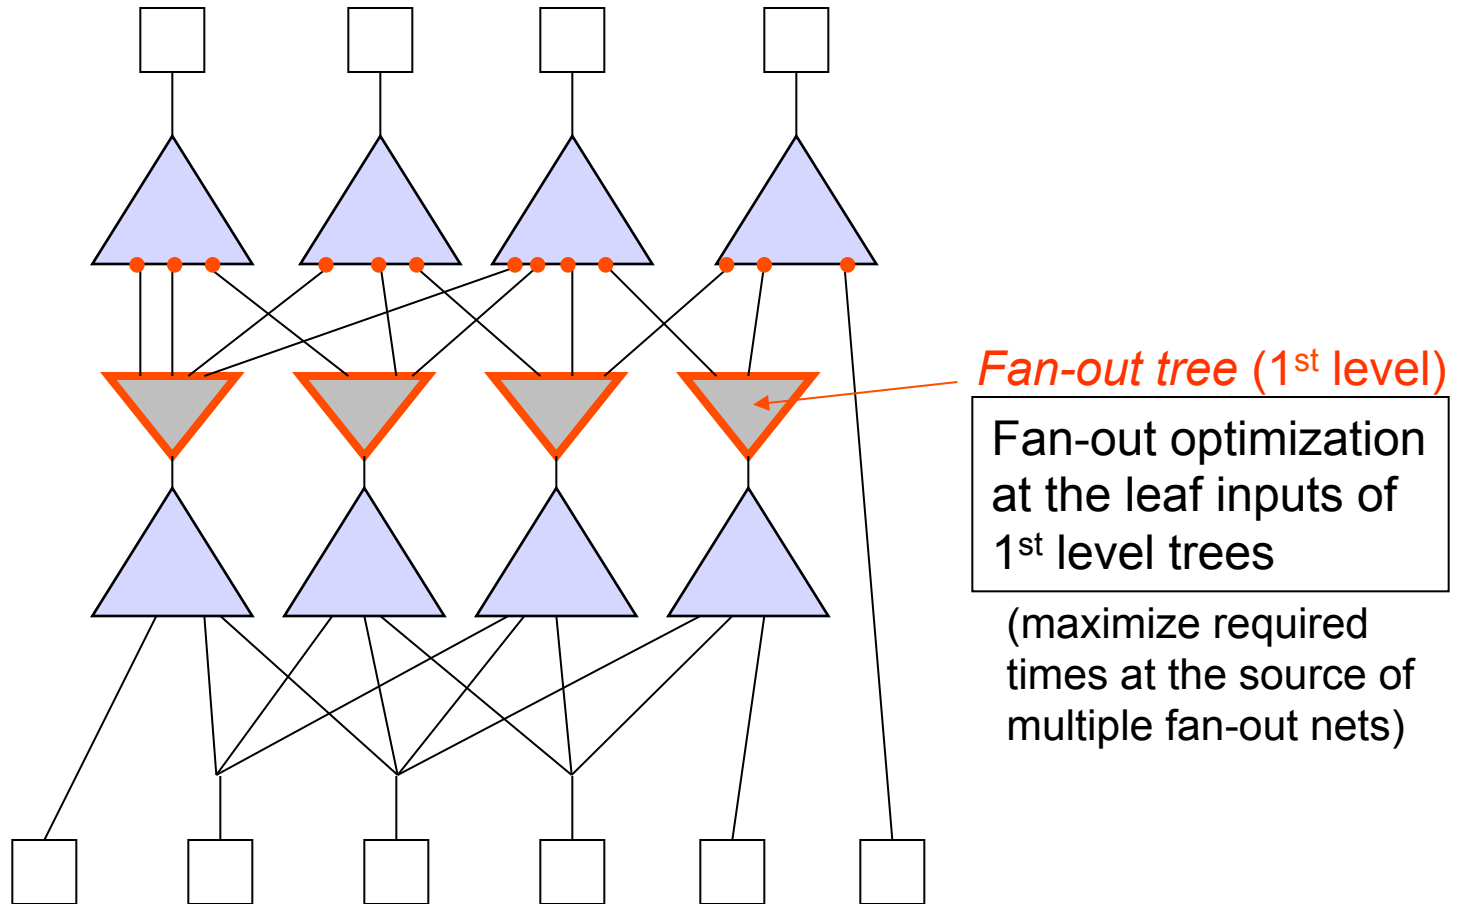 Fan-out tree (1st level)
Fan-out optimization
at the leaf inputs of
1st level trees
(maximize required
times at the source of
multiple fan-out nets)